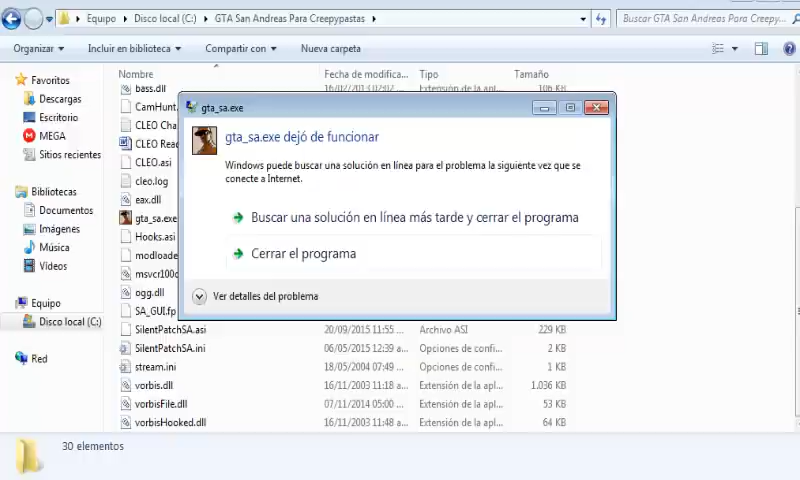 Equipo ▸ Disco local (C:) ▸ GTA San Andreas Para Creepypastas ▸
Buscar GTA San Andreas Para Creepy...
Organizar Incluir en biblioteca Compartir con Nueva carpeta
Nombre Fecha de modifica... Tipo Tamaño
Favoritos
Descargas
Escritorio
MEGA
Sitios recientes
Bibliotecas
Documentos
Imágenes
Música
Vídeos
Equipo
Disco local (C:)
Red
bass.dll
CamHunt.
CLEO Cha
CLEO Rea
CLEO.asi
cleo.log
eax.dll
gta_sa.exe
Hooks.asi
modloade
msvcr100c
ogg.dll
SA_GUI.fp
SilentPatchSA.asi 20/09/2015 11:55 ... Archivo ASI 229 KB
SilentPatchSA.ini 06/05/2015 12:39 a... Opciones de confi... 2 KB
stream.ini 18/05/2004 07:49 ... Opciones de confi... 1 KB
vorbis.dll 16/11/2003 11:18 a... Extensión de la apl... 1.036 KB
vorbisFile.dll 07/11/2014 05:00 ... Extensión de la apl... 53 KB
vorbisHooked.dll 16/11/2003 11:48 a... Extensión de la apl... 64 KB
gta_sa.exe
gta_sa.exe dejó de funcionar
Windows puede buscar una solución en línea para el problema la siguiente vez que se
conecte a Internet.
Buscar una solución en línea más tarde y cerrar el programa
Cerrar el programa
Ver detalles del problema
30 elementos